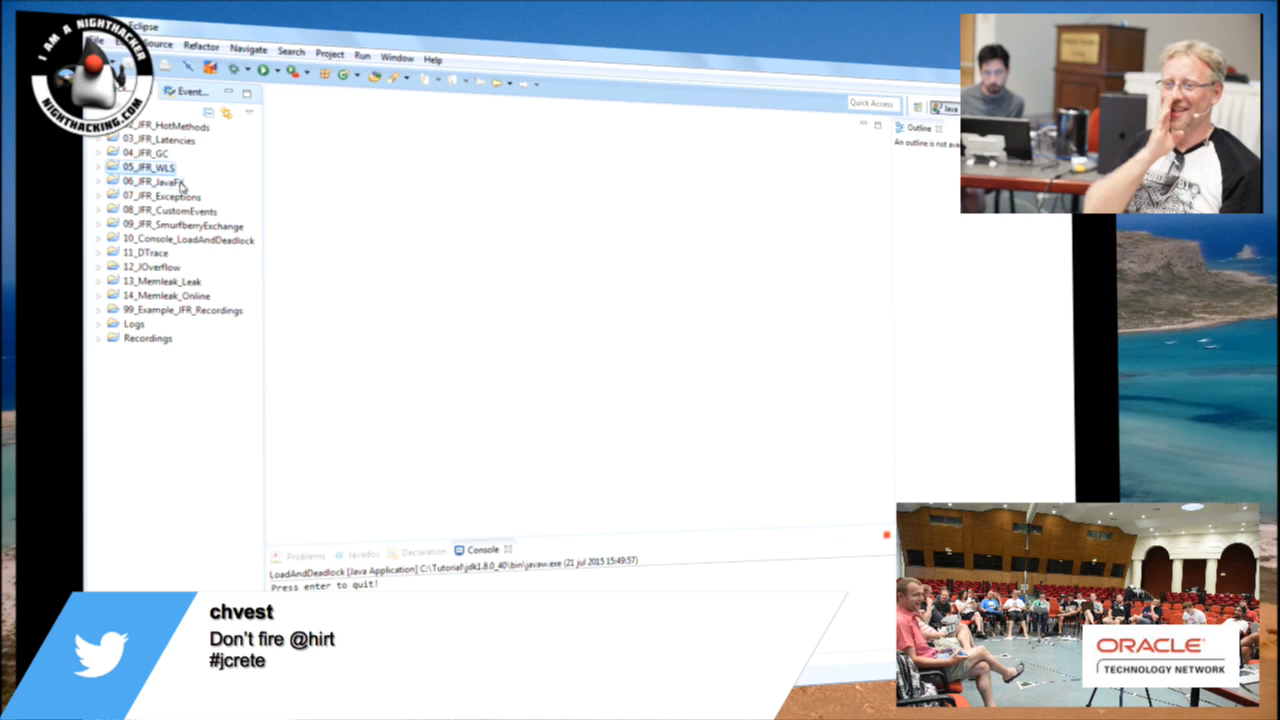 I AM A NIGHTHACKER
NIGHTHACKING.COM
Eclipse
File
Source Refactor Navigate Search Project Run Window Help
Quick Access
Java
Event...
Outline
An outline is not ava
02_JFR_HotMethods
03_JFR_Latencies
04_JFR_GC
05_JFR_WLS
06_JFR_JavaFX
07_JFR_Exceptions
08_JFR_CustomEvents
09_JFR_SmurfberryExchange
10_Console_LoadAndDeadlock
11_DTrace
12_JOverflow
13_Memleak_Leak
14_Memleak_Online
99_Example_JFR_Recordings
Logs
Recordings
Problems Javadoc Declaration Console
LoadAndDeadlock [Java Application] C:\Tutorial\jdk1.8.0_40\bin\javaw.exe (21 jul 2015 15:49:57)
Press enter to quit!
chvest
Don't fire @hirt
#jcrete
ORACLE
TECHNOLOGY NETWORK